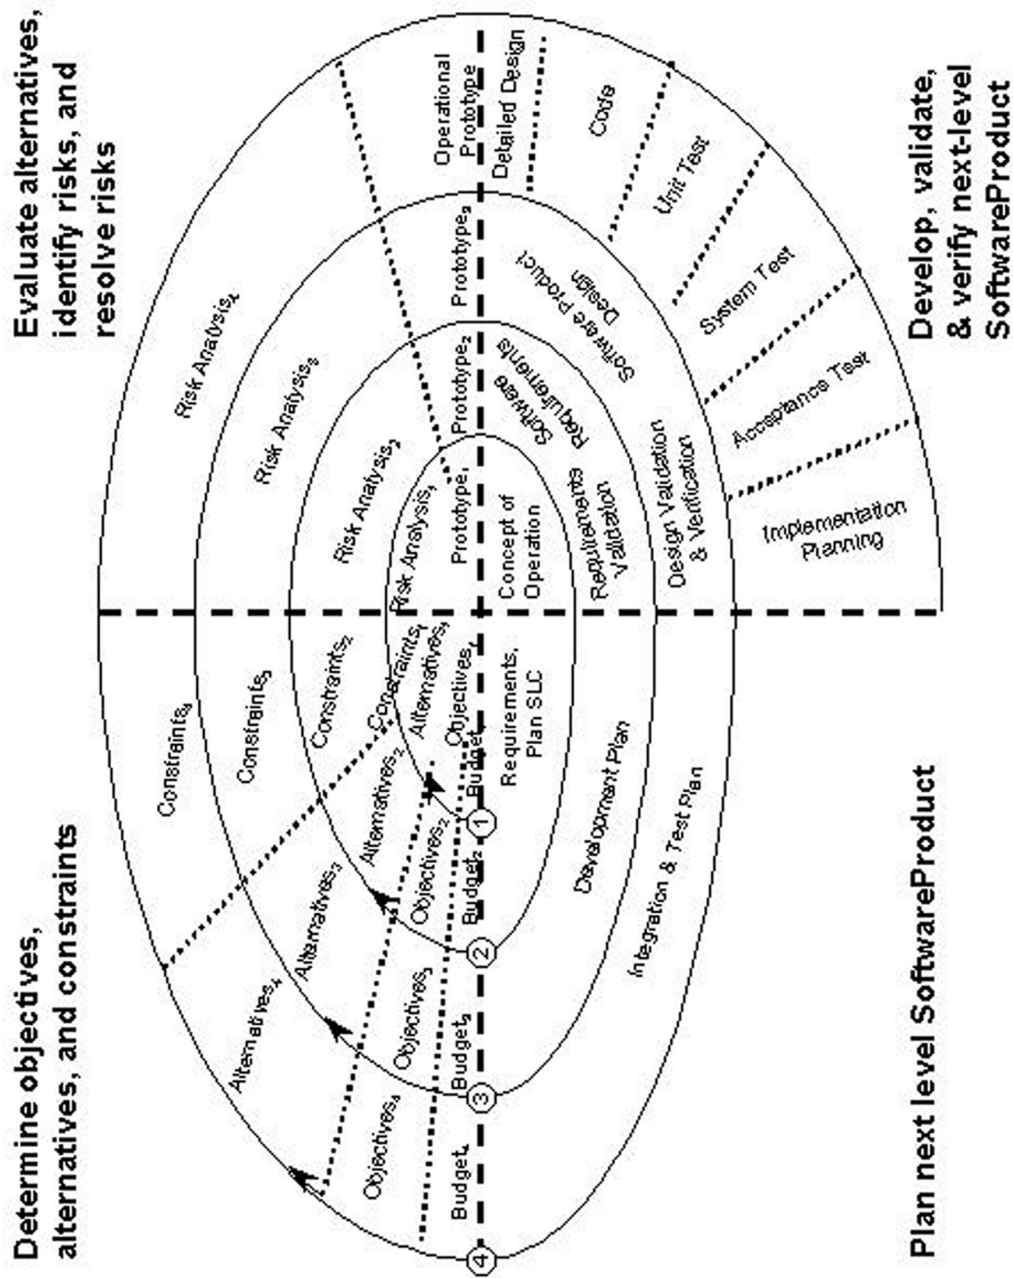 Determine objectives,
alternatives, and constraints
Evaluate alternatives,
identify risks, and
resolve risks
Constraints₄
Constraints₃
Constraints₂
Constraints₁
Alternatives₄
Alternatives₃
Alternatives₂
Alternatives₁
Objectives₄
Objectives₃
Objectives₂
Objectives₁
Budget₄
Budget₃
Budget₂
Budget₁
4
3
2
1
Risk Analysis₄
Risk Analysis₃
Risk Analysis₂
Risk Analysis₁
Prototype₁
Prototype₂
Prototype₃
Operational
Prototype
Requirements,
Plan SLC
Development Plan
Integration & Test Plan
Concept of
Operation
Software
Requirements
Requirements
Validation
Software Product
Design
Design Validation
& Verification
Detailed Design
Code
Unit Test
System Test
Acceptance Test
Implementation
Planning
Plan next level SoftwareProduct
Develop, validate,
& verify next-level
SoftwareProduct